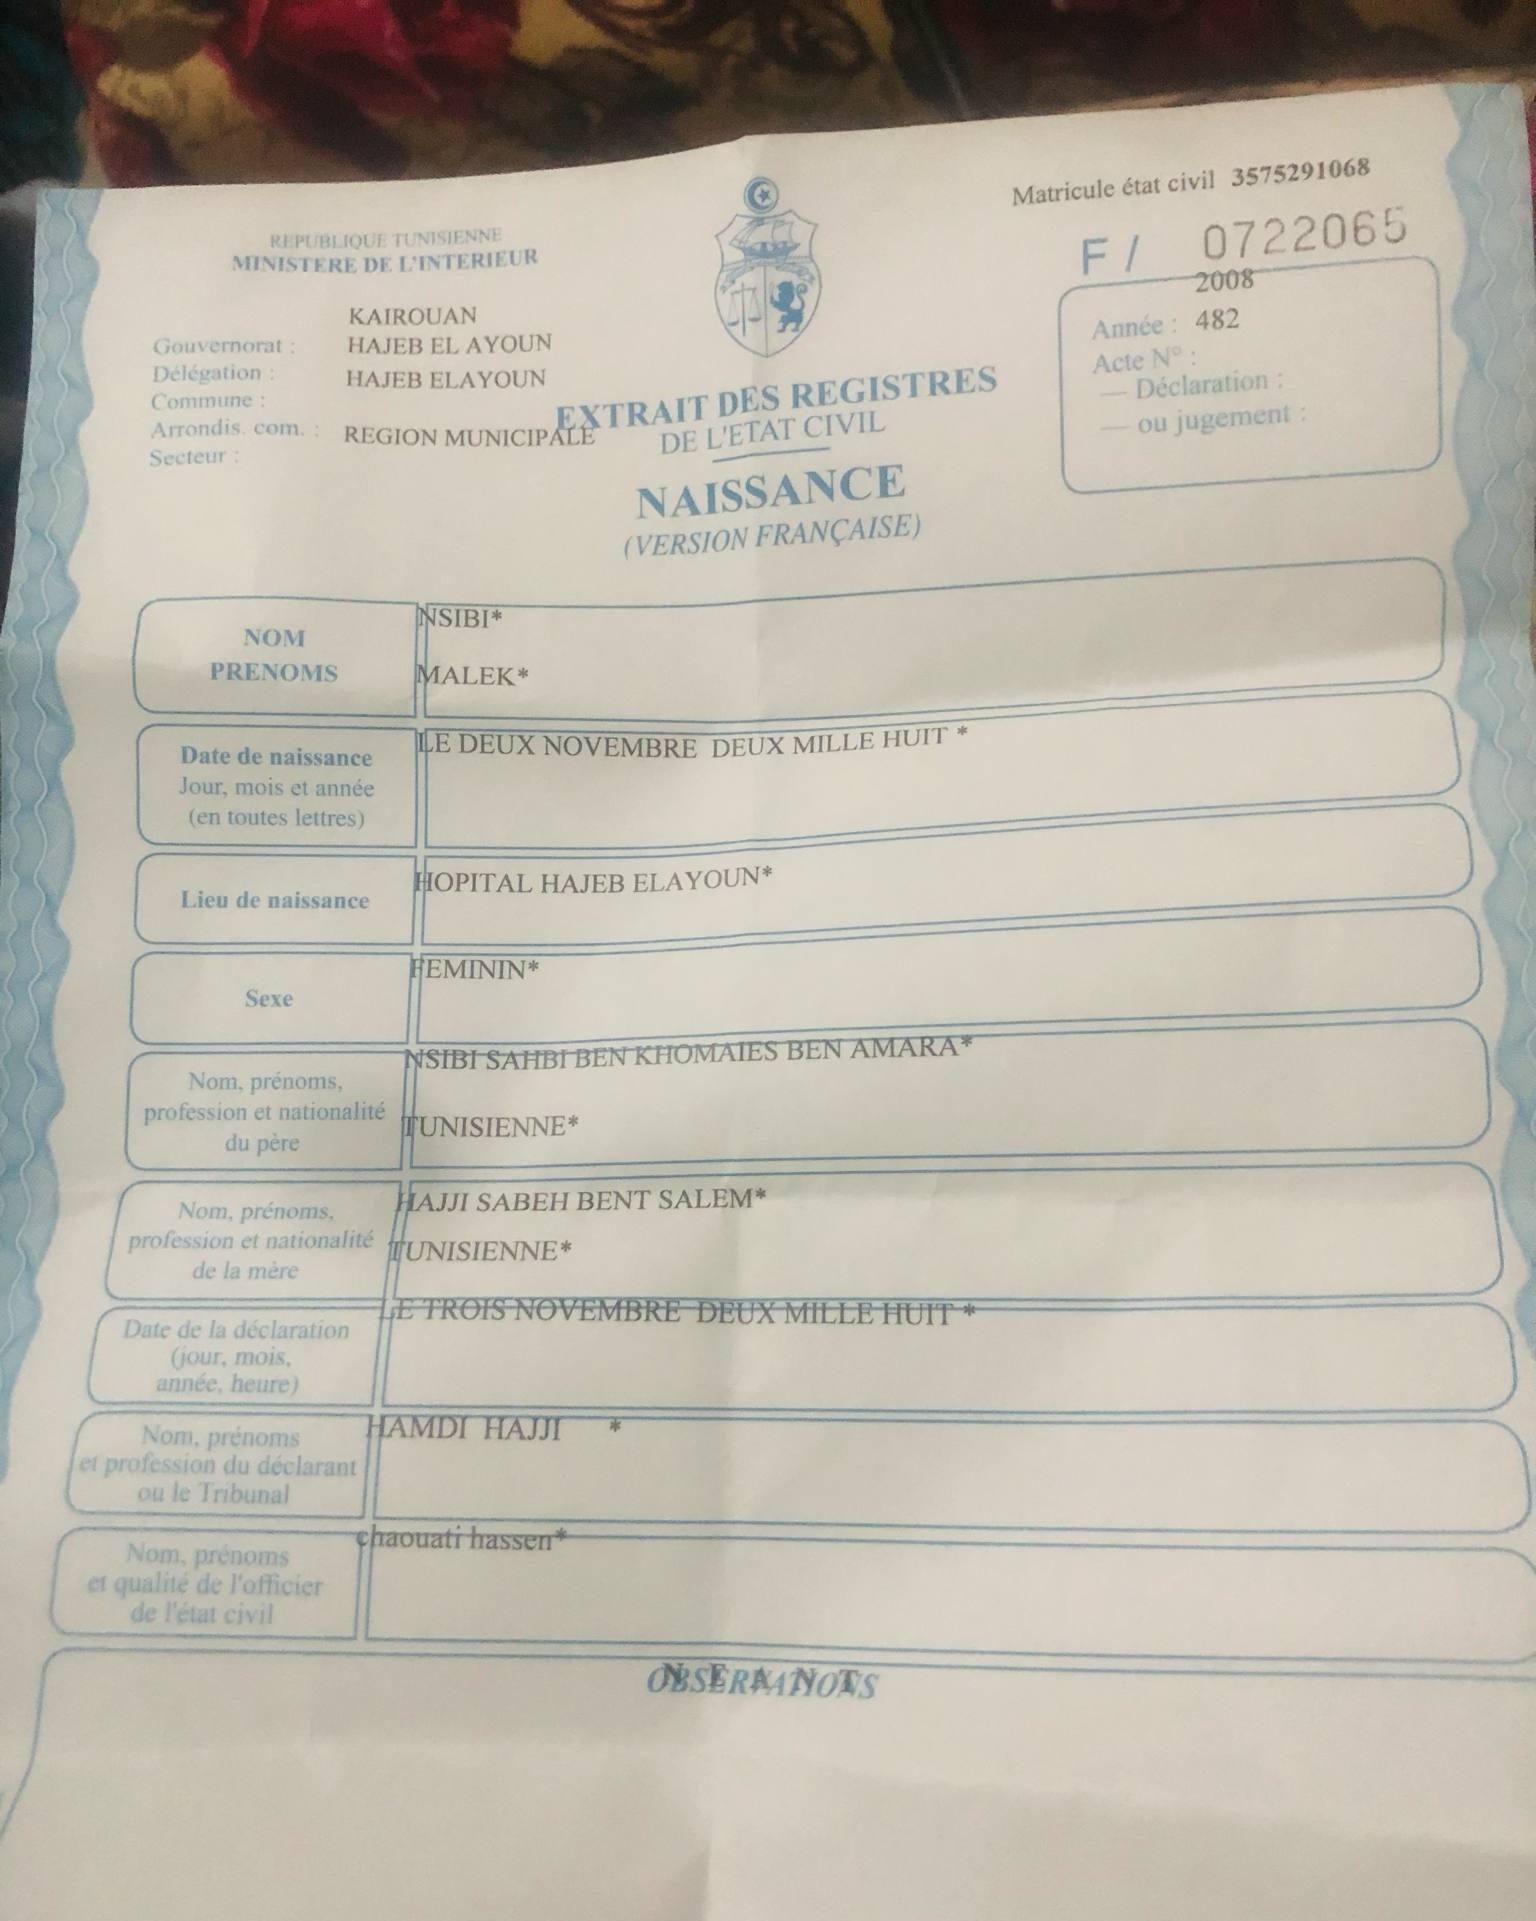 Matricule état civil 3575291068
REPUBLIQUE TUNISIENNE
MINISTERE DE L'INTERIEUR
F / 0722065
2008
KAIROUAN
Gouvernorat : HAJEB EL AYOUN
Délégation : HAJEB ELAYOUN
Commune :
Arrondis. com. : REGION MUNICIPALE
Secteur :
Année : 482
Acte N° :
— Déclaration :
— ou jugement :
EXTRAIT DES REGISTRES
DE L'ETAT CIVIL
NAISSANCE
(VERSION FRANÇAISE)
NOM
PRENOMS
NSIBI*
MALEK*
Date de naissance
Jour, mois et année
(en toutes lettres)
LE DEUX NOVEMBRE DEUX MILLE HUIT *
Lieu de naissance
HOPITAL HAJEB ELAYOUN*
Sexe
FEMININ*
Nom, prénoms,
profession et nationalité
du père
NSIBI SAHBI BEN KHOMAIES BEN AMARA*
TUNISIENNE*
Nom, prénoms,
profession et nationalité
de la mère
HAJJI SABEH BENT SALEM*
TUNISIENNE*
Date de la déclaration
(jour, mois,
année, heure)
LE TROIS NOVEMBRE DEUX MILLE HUIT *
Nom, prénoms
et profession du déclarant
ou le Tribunal
HAMDI HAJJI *
Nom, prénoms
et qualité de l'officier
de l'état civil
chaouati hassen*
OBSERVATIONS
N E A N T